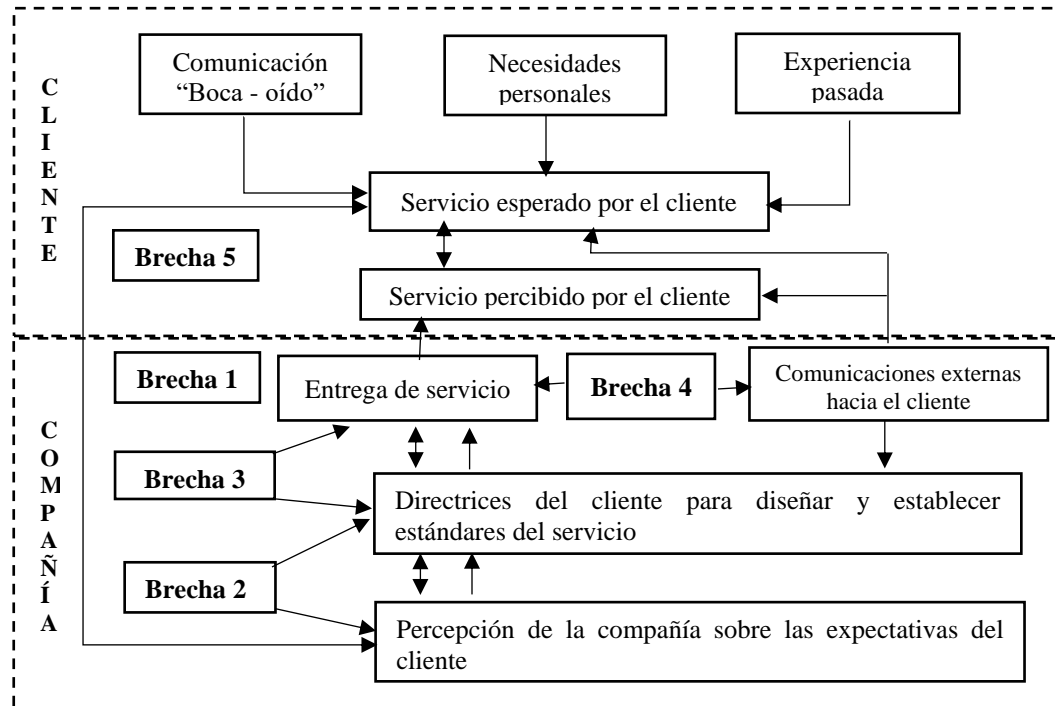 CLIENTE
Comunicación
“Boca - oído”
Necesidades
personales
Experiencia
pasada
Servicio esperado por el cliente
Brecha 5
Servicio percibido por el cliente
COMPAÑÍA
Brecha 1
Entrega de servicio
Brecha 4
Comunicaciones externas
hacia el cliente
Brecha 3
Directrices del cliente para diseñar y establecer
estándares del servicio
Brecha 2
Percepción de la compañía sobre las expectativas del
cliente